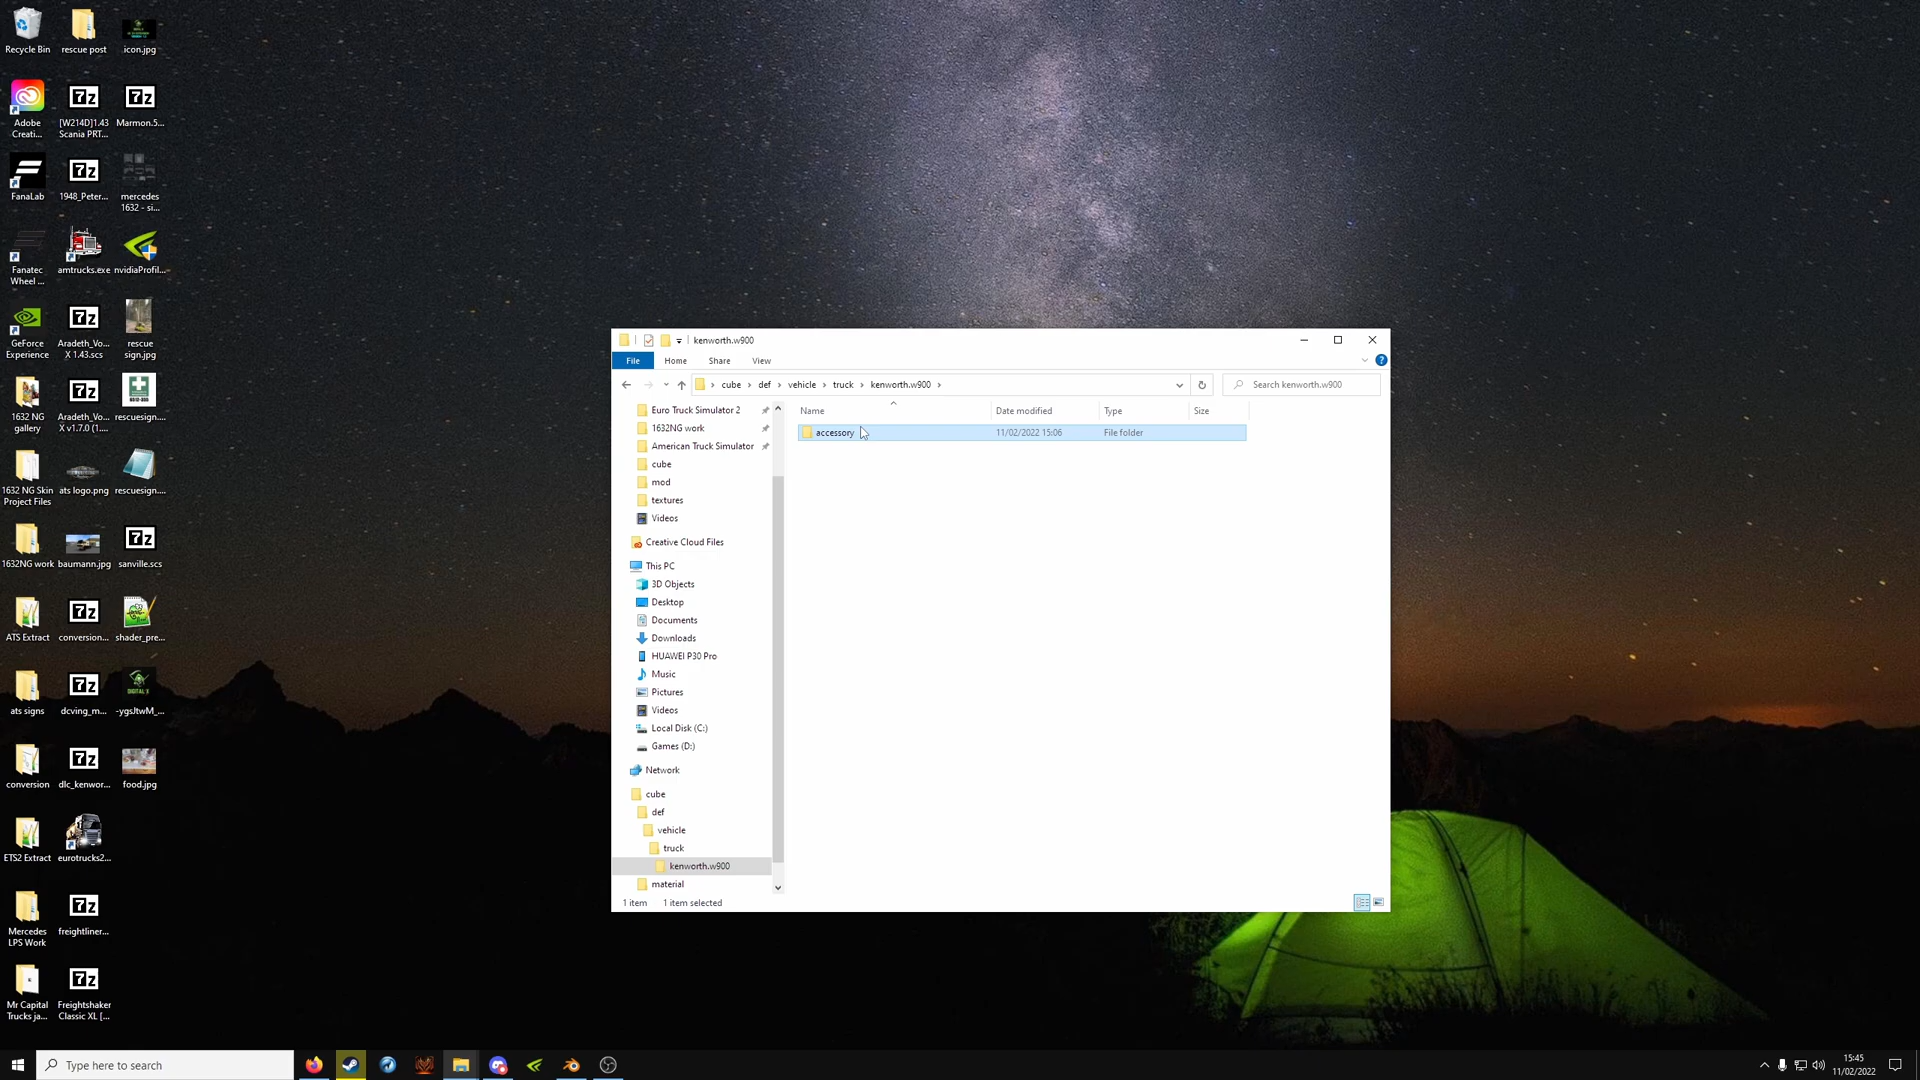 Recycle Bin
rescue post
icon.jpg
Adobe
Creati...
[W214D]1.43
Scania PRT...
Marmon.5...
FanaLab
1948_Peter...
mercedes
1632 - si...
Fanatec
Wheel ...
amtrucks.exe
nvidiaProfil...
GeForce
Experience
Aradeth_Vo...
X 1.43.scs
rescue
sign.jpg
1632 NG
gallery
Aradeth_Vo...
X v1.7.0 (1....
rescuesign....
1632 NG Skin
Project Files
ats logo.png
rescuesign....
1632NG work
baumann.jpg
sanville.scs
ATS Extract
conversion...
shader_pre...
ats signs
dcving_m...
-ygsJtwM_...
conversion
dlc_kenwor...
food.jpg
ETS2 Extract
eurotrucks2...
Mercedes
LPS Work
freightliner...
Mr Capital
Trucks ja...
Freightshaker
Classic XL [...
kenworth.w900
File
Home
Share
View
cube
def
vehicle
truck
kenworth.w900
Search kenworth.w900
Name
Date modified
Type
Size
accessory
11/02/2022 15:06
File folder
Euro Truck Simulator 2
1632NG work
American Truck Simulator
cube
mod
textures
Videos
Creative Cloud Files
This PC
3D Objects
Desktop
Documents
Downloads
HUAWEI P30 Pro
Music
Pictures
Videos
Local Disk (C:)
Games (D:)
Network
cube
def
vehicle
truck
kenworth.w900
material
1 item
1 item selected
Type here to search
15:45
11/02/2022